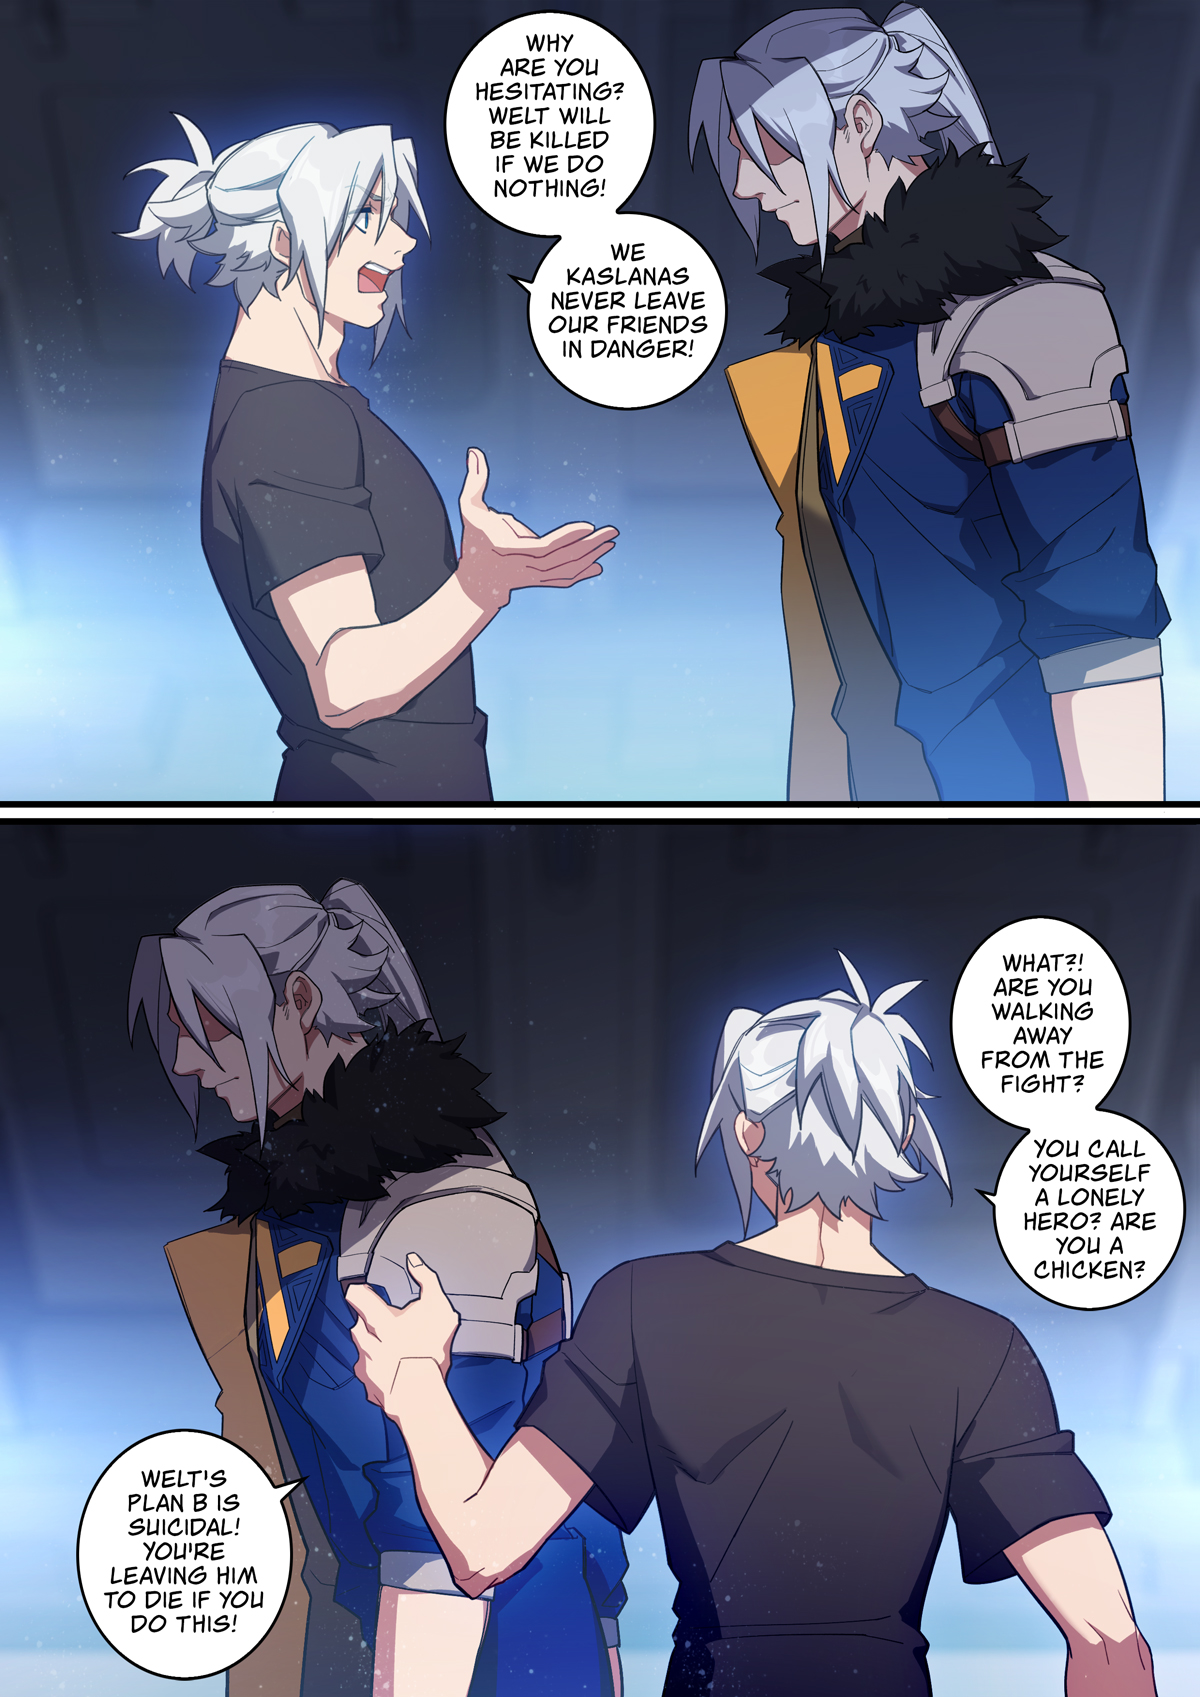 WHY
ARE YOU
HESITATING?
WELT WILL
BE KILLED
IF WE DO
NOTHING!
WE
KASLANAS
NEVER LEAVE
OUR FRIENDS
IN DANGER!
WHAT?!
ARE YOU
WALKING
AWAY
FROM THE
FIGHT?
YOU CALL
YOURSELF
A LONELY
HERO? ARE
YOU A
CHICKEN?
WELT'S
PLAN B IS
SUICIDAL!
YOU'RE
LEAVING HIM
TO DIE IF YOU
DO THIS!